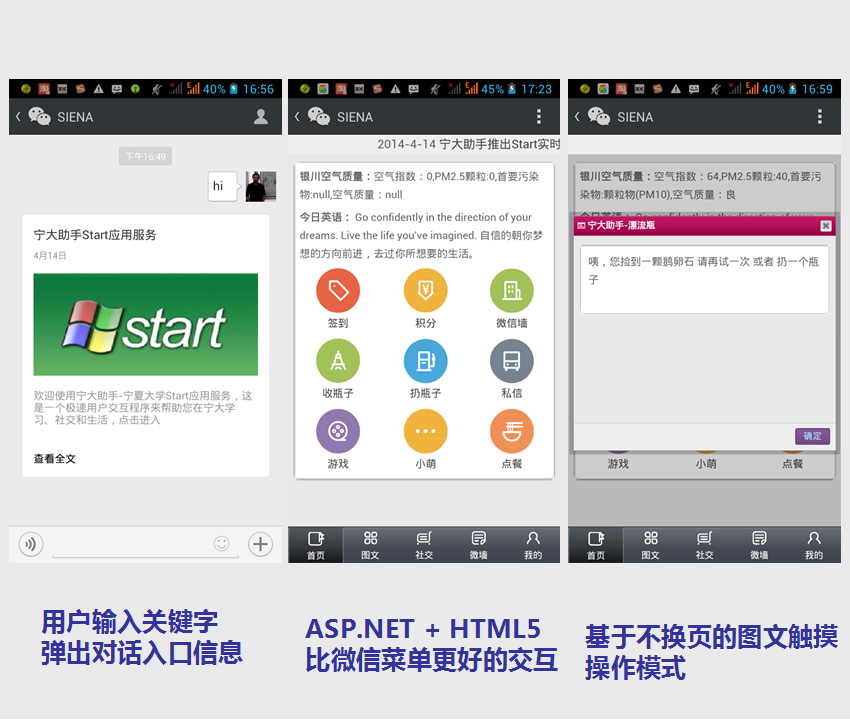 40% 16:56
SIENA
下午16:49
hi
宁大助手Start应用服务
4月14日
start
欢迎使用宁大助手-宁夏大学Start应用服务，这
是一个极速用户交互程序来帮助您在宁大学
习、社交和生活，点击进入
查看全文
用户输入关键字
弹出对话入口信息
45% 17:23
SIENA
2014-4-14 宁大助手推出Start实时
银川空气质量：空气指数：0,PM2.5颗粒:0,首要污染
物:null,空气质量：null
今日英语： Go confidently in the direction of your
dreams. Live the life you've imagined. 自信的朝你梦
想的方向前进，去过你所想要的生活。
签到 积分 微信墙
收瓶子 扔瓶子 私信
游戏 小萌 点餐
首页 图文 社交 微墙 我的
ASP.NET + HTML5
比微信菜单更好的交互
40% 16:59
SIENA
银川空气质量：空气指数：64,PM2.5颗粒:40,首要污
染物:颗粒物(PM10),空气质量：良
宁大助手-漂流瓶
咦，您捡到一颗鹅卵石 请再试一次 或者 扔一个瓶
子
确定
游戏 小萌 点餐
首页 图文 社交 微墙 我的
基于不换页的图文触摸
操作模式